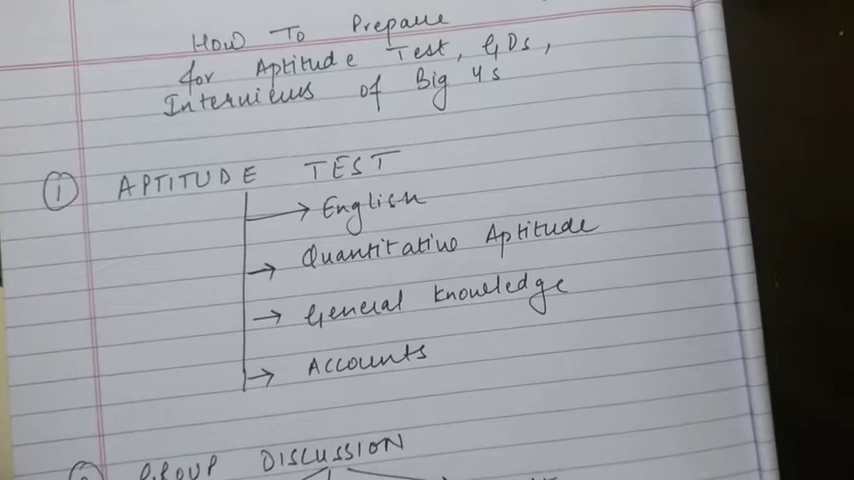 How To Prepare
for Aptitude Test, GDs,
Interviews of Big 4s
① APTITUDE TEST
→ English
→ Quantitative Aptitude
→ General Knowledge
→ Accounts
GROUP DISCUSSION